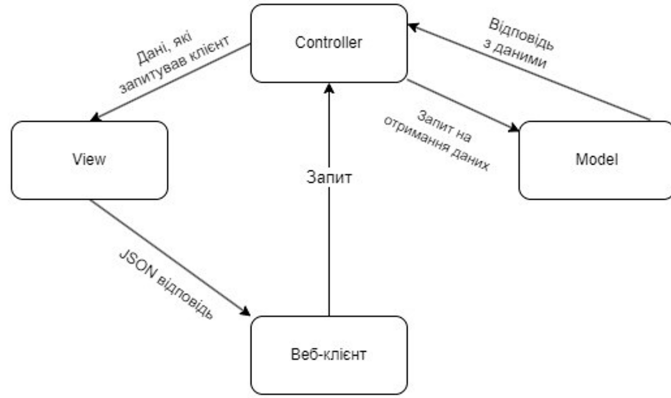 Controller
Відповідь
з даними
Дані, які
запитував клієнт
Запит на
отримання даних
View
Model
Запит
JSON відповідь
Веб-клієнт